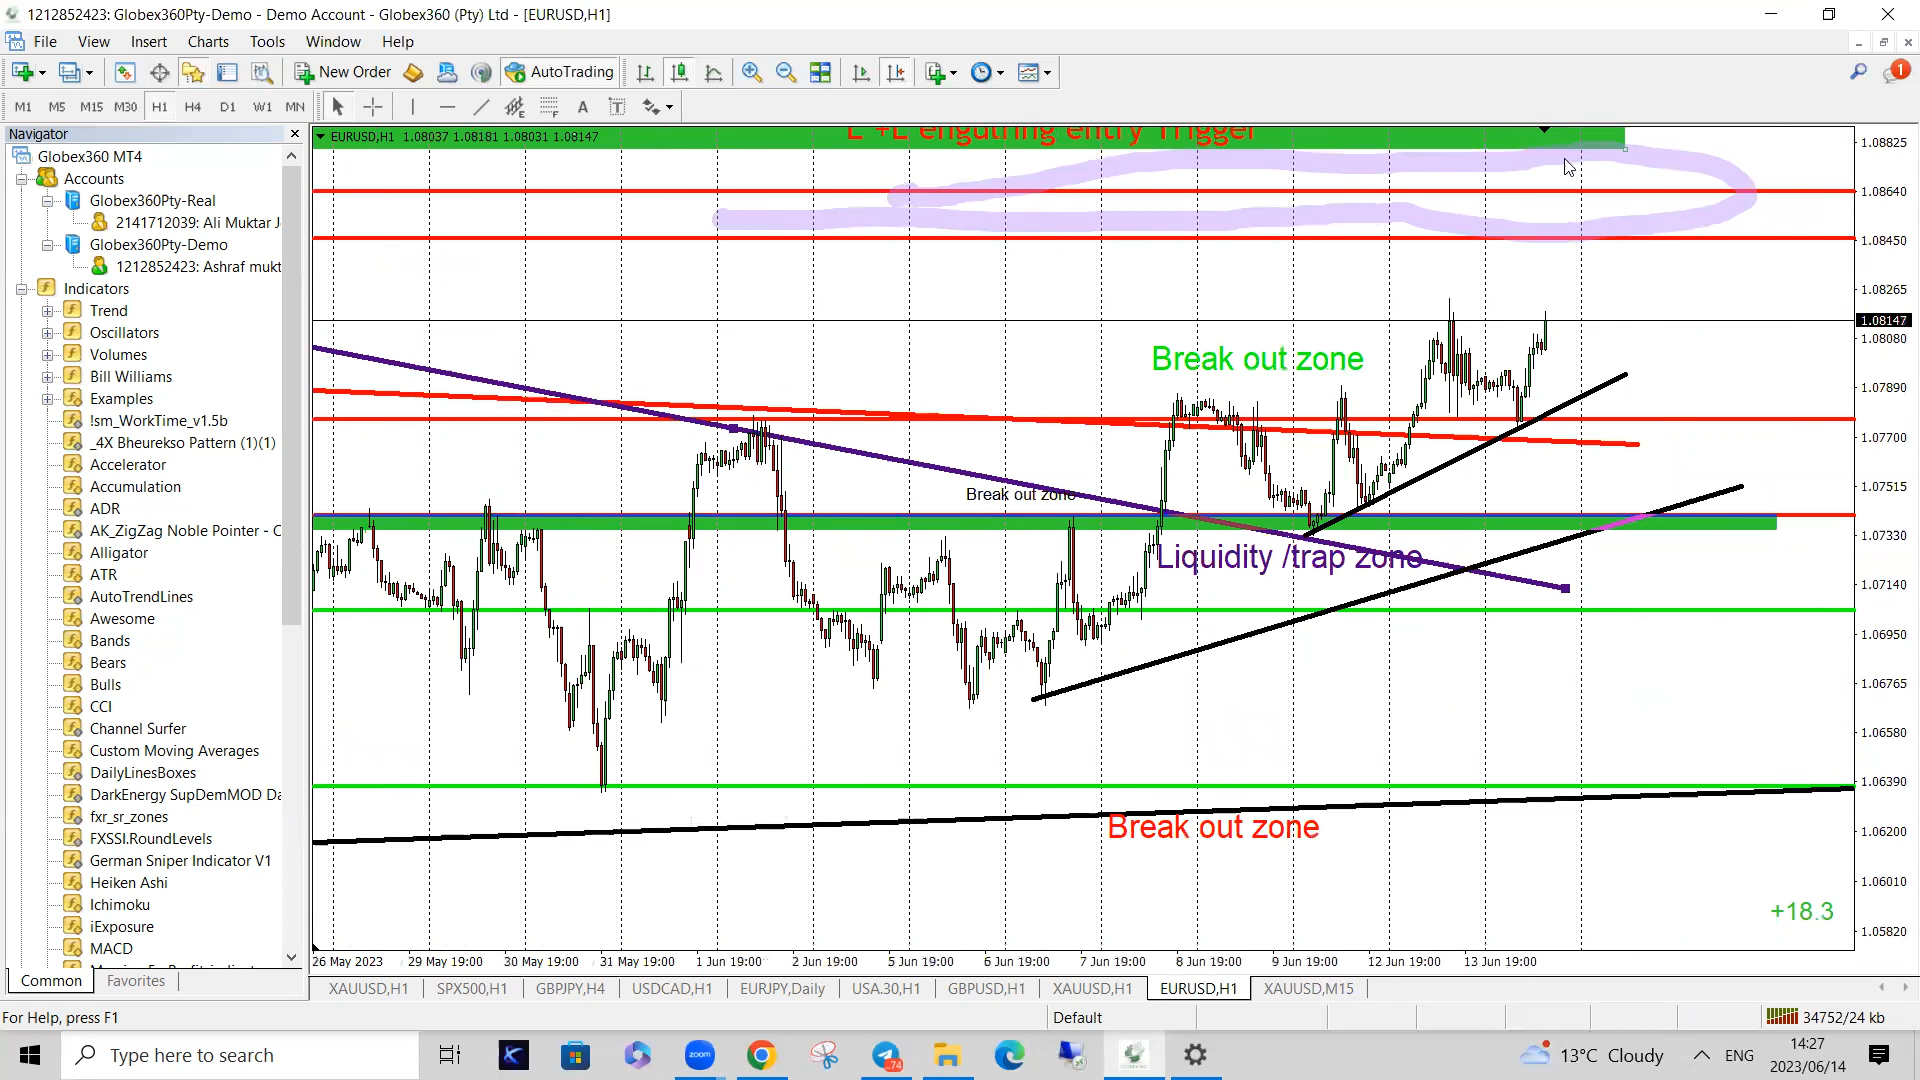 1212852423: Globex360Pty-Demo - Demo Account - Globex360 (Pty) Ltd - [EURUSD,H1]
File View Insert Charts Tools Window Help
New Order AutoTrading 1
M1 M5 M15 M30 H1 H4 D1 W1 MN A T
Navigator
Globex360 MT4
Accounts
Globex360Pty-Real
2141712039: Ali Muktar J
Globex360Pty-Demo
1212852423: Ashraf mukt
Indicators
Trend
Oscillators
Volumes
Bill Williams
Examples
!sm_WorkTime_v1.5b
_4X Bheurekso Pattern (1)(1)
Accelerator
Accumulation
ADR
AK_ZigZag Noble Pointer - C
Alligator
ATR
AutoTrendLines
Awesome
Bands
Bears
Bulls
CCI
Channel Surfer
Custom Moving Averages
DailyLinesBoxes
DarkEnergy SupDemMOD Da
fxr_sr_zones
FXSSI.RoundLevels
German Sniper Indicator V1
Heiken Ashi
Ichimoku
iExposure
MACD
Common Favorites
EURUSD,H1 1.08037 1.08181 1.08031 1.08147
engulfing entry Trigger
Break out zone
Break out zone
Liquidity /trap zone
Break out zone
+18.3
1.08825
1.08640
1.08450
1.08265
1.08147
1.08080
1.07890
1.07700
1.07515
1.07330
1.07140
1.06950
1.06765
1.06580
1.06390
1.06200
1.06010
1.05820
26 May 2023 29 May 19:00 30 May 19:00 31 May 19:00 1 Jun 19:00 2 Jun 19:00 5 Jun 19:00 6 Jun 19:00 7 Jun 19:00 8 Jun 19:00 9 Jun 19:00 12 Jun 19:00 13 Jun 19:00
XAUUSD,H1 SPX500,H1 GBPJPY,H4 USDCAD,H1 EURJPY,Daily USA.30,H1 GBPUSD,H1 XAUUSD,H1 EURUSD,H1 XAUUSD,M15
For Help, press F1 Default 34752/24 kb
Type here to search zoom 74 13°C Cloudy ENG 14:27
2023/06/14